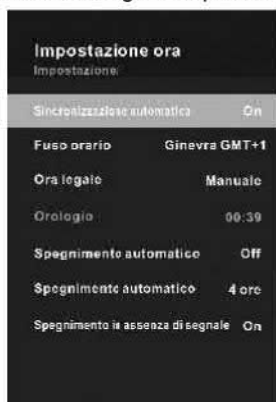 Impostazione ora
Impostazione
Sincronizzazione automatica On
Fuso orario Ginevra GMT+1
Ora legale Manuale
Orologio 00:39
Spegnimento automatico Off
Spegnimento automatico 4 ore
Spegnimento in assenza di segnale On